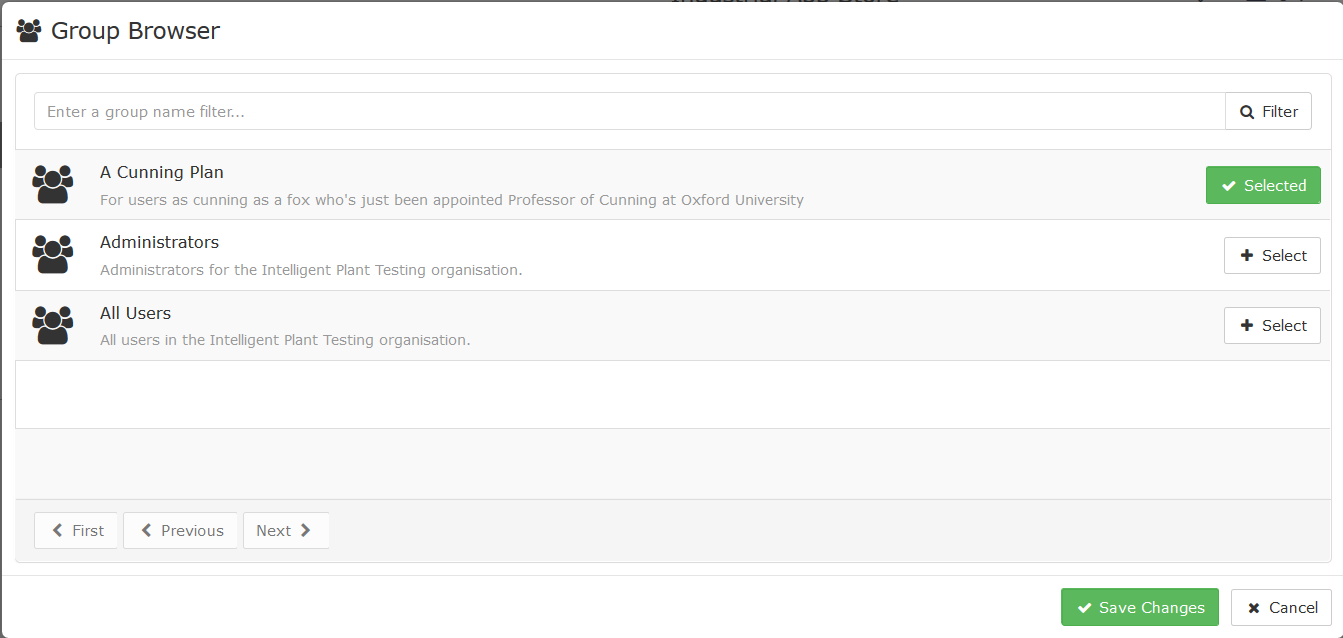 Group Browser
Enter a group name filter...
Filter
A Cunning Plan
For users as cunning as a fox who's just been appointed Professor of Cunning at Oxford University
Selected
Administrators
Administrators for the Intelligent Plant Testing organisation.
Select
All Users
All users in the Intelligent Plant Testing organisation.
Select
First Previous Next
Save Changes Cancel